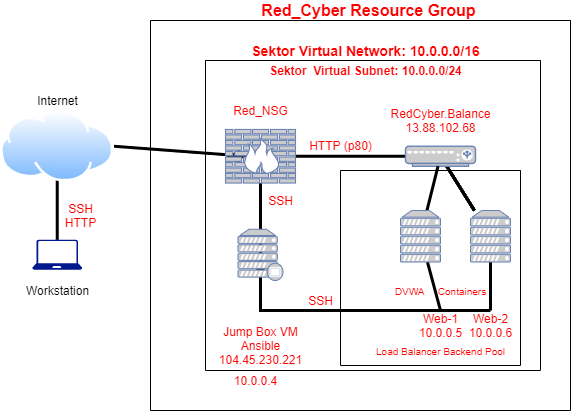 Red_Cyber Resource Group
Sektor Virtual Network: 10.0.0.0/16
Sektor Virtual Subnet: 10.0.0.0/24
Internet
Red_NSG
RedCyber.Balance
13.88.102.68
HTTP (p80)
SSH
HTTP
SSH
Workstation
DVWA Containers
SSH
Web-1
10.0.0.5
Web-2
10.0.0.6
Jump Box VM
Ansible
104.45.230.221
10.0.0.4
Load Balancer Backend Pool